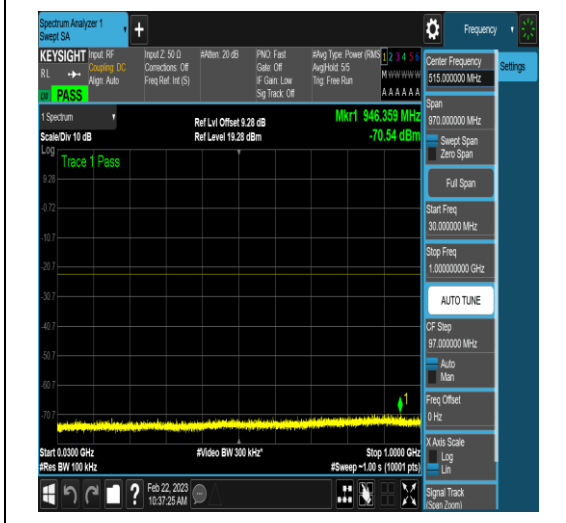 Spectrum Analyzer 1
Swept SA
Frequency
KEYSIGHT
RL
PASS
Input: RF
Coupling: DC
Align: Auto
Input Z: 50 Ω
Corrections: Off
Freq Ref: Int (S)
#Atten: 20 dB
PNO: Fast
Gate: Off
IF Gain: Low
Sig Track: Off
#Avg Type: Power (RMS
Avg|Hold: 5/5
Trig: Free Run
1 2 3 4 5 6
M W W W W W
A A A A A A
1 Spectrum
Scale/Div 10 dB
Ref Lvl Offset 9.28 dB
Ref Level 19.28 dBm
Mkr1 946.359 MHz
-70.54 dBm
Log
Trace 1 Pass
9.28
-0.72
-10.7
-20.7
-30.7
-40.7
-50.7
-60.7
-70.7
1
Start 0.0300 GHz
#Res BW 100 kHz
#Video BW 300 kHz*
Stop 1.0000 GHz
#Sweep ~1.00 s (10001 pts)
?
Feb 22, 2023
10:37:25 AM
Center Frequency
515.000000 MHz
Settings
Span
970.000000 MHz
Swept Span
Zero Span
Full Span
Start Freq
30.000000 MHz
Stop Freq
1.000000000 GHz
AUTO TUNE
CF Step
97.000000 MHz
Auto
Man
Freq Offset
0 Hz
X Axis Scale
Log
Lin
Signal Track
(Span Zoom)